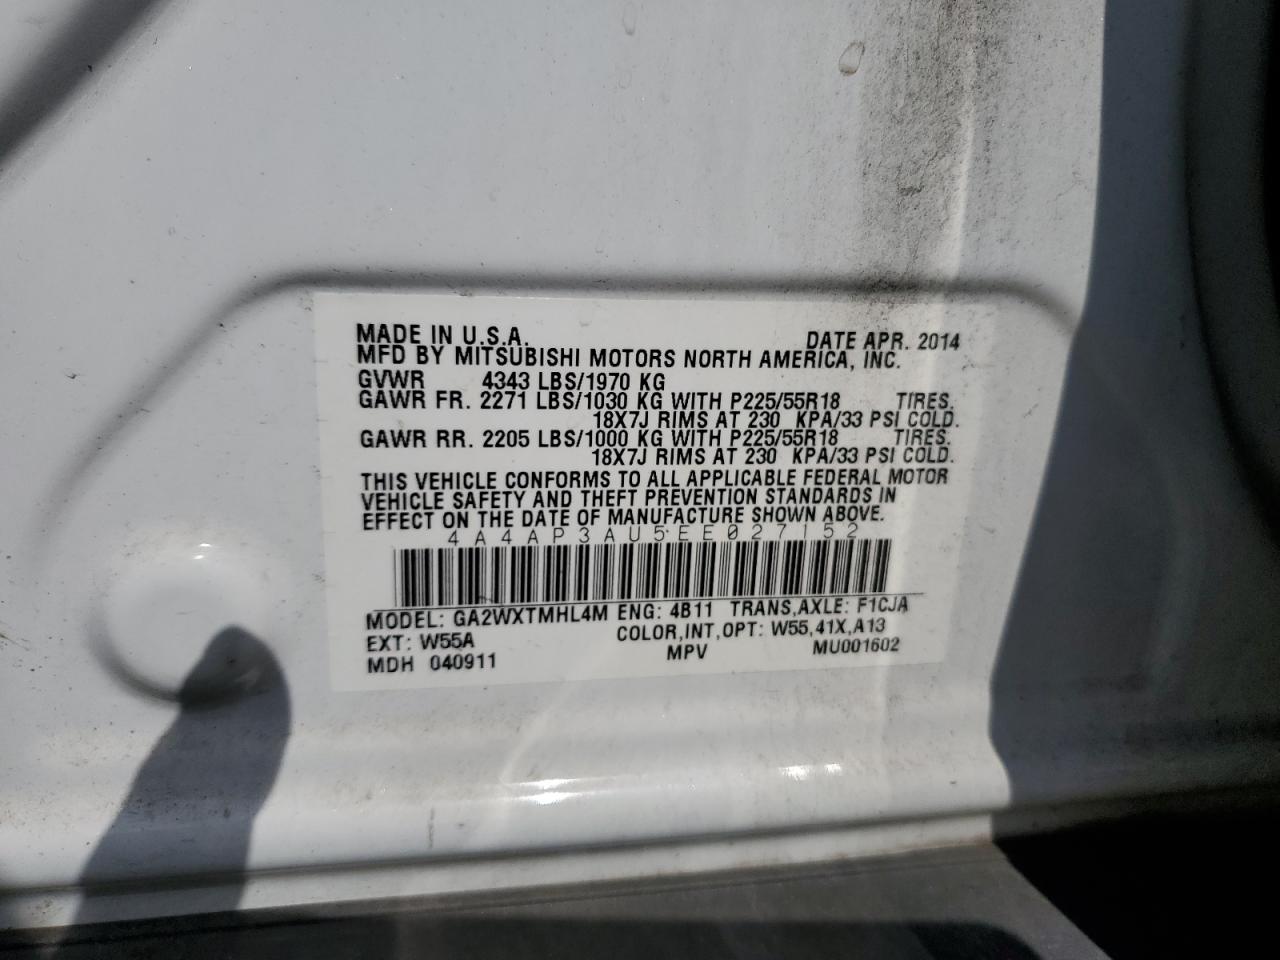 MADE IN U.S.A. DATE APR. 2014
MFD BY MITSUBISHI MOTORS NORTH AMERICA, INC.
GVWR 4343 LBS/1970 KG
GAWR FR. 2271 LBS/1030 KG WITH P225/55R18 TIRES.
18X7J RIMS AT 230 KPA/33 PSI COLD.
GAWR RR. 2205 LBS/1000 KG WITH P225/55R18 TIRES.
18X7J RIMS AT 230 KPA/33 PSI COLD.
THIS VEHICLE CONFORMS TO ALL APPLICABLE FEDERAL MOTOR
VEHICLE SAFETY AND THEFT PREVENTION STANDARDS IN
EFFECT ON THE DATE OF MANUFACTURE SHOWN ABOVE.
4A4AP3AU5EE027152
MODEL: GA2WXTMHL4M ENG: 4B11 TRANS,AXLE: F1CJA
EXT: W55A COLOR,INT,OPT: W55,41X,A13
MDH 040911 MPV MU001602